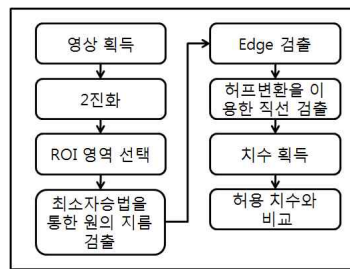 영상 획득
2진화
ROI 영역 선택
최소자승법을
통한 원의 지름
검출
Edge 검출
허프변환을 이
용한 직선 검출
치수 획득
허용 치수와
비교